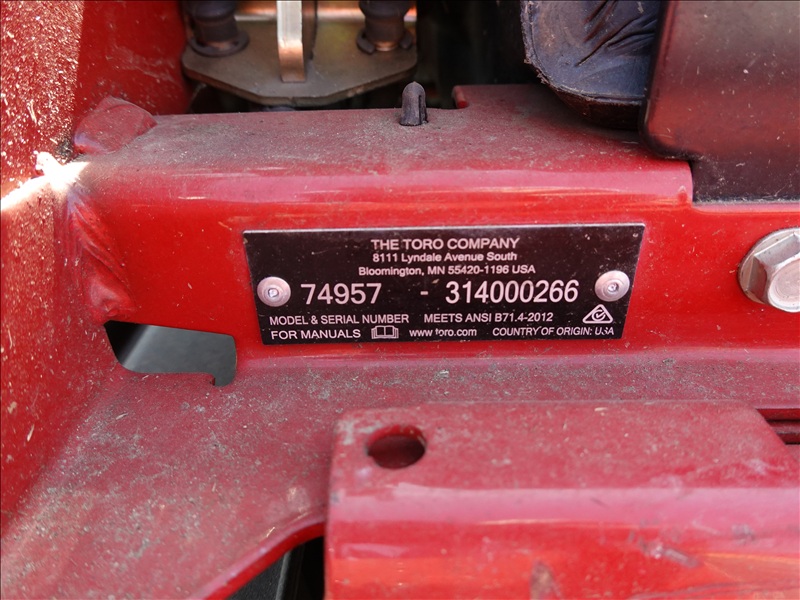 THE TORO COMPANY
8111 Lyndale Avenue South
Bloomington, MN 55420-1196 USA
74957 - 314000266
MODEL & SERIAL NUMBER MEETS ANSI B71.4-2012
FOR MANUALS www.toro.com COUNTRY OF ORIGIN: USA